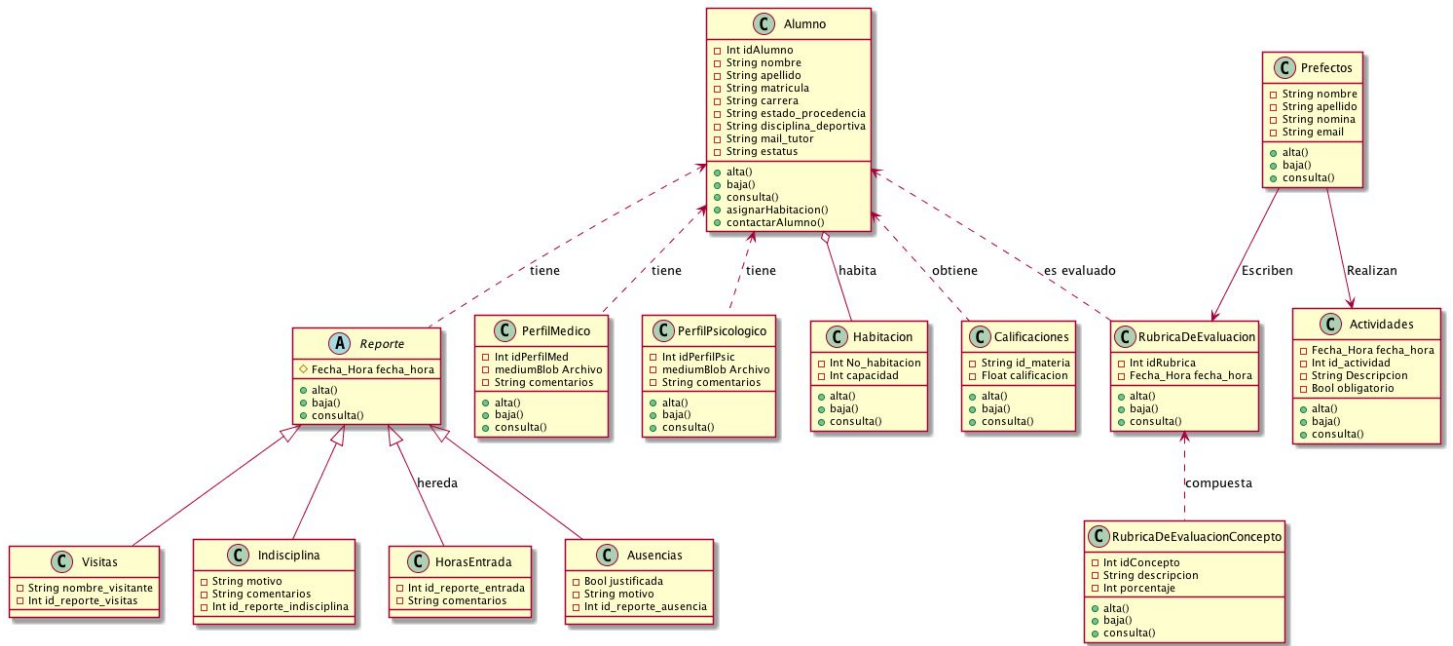 C Alumno
Int idAlumno
String nombre
String apellido
String matricula
String carrera
String estado_procedencia
String disciplina_deportiva
String mail_tutor
String estatus
alta()
baja()
consulta()
asignarHabitacion()
contactarAlumno()
C Prefectos
String nombre
String apellido
String nomina
String email
alta()
baja()
consulta()
tiene
tiene
tiene
habita
obtiene
es evaluado
Escriben
Realizan
A Reporte
Fecha_Hora fecha_hora
alta()
baja()
consulta()
C PerfilMedico
Int idPerfilMed
mediumBlob Archivo
String comentarios
alta()
baja()
consulta()
C PerfilPsicologico
Int idPerfilPsic
mediumBlob Archivo
String comentarios
alta()
baja()
consulta()
C Habitacion
Int No_habitacion
Int capacidad
alta()
baja()
consulta()
C Calificaciones
String id_materia
Float calificacion
alta()
baja()
consulta()
C RubricaDeEvaluacion
Int idRubrica
Fecha_Hora fecha_hora
alta()
baja()
consulta()
C Actividades
Fecha_Hora fecha_hora
Int id_actividad
String Descripcion
Bool obligatorio
alta()
baja()
consulta()
hereda
compuesta
C Visitas
String nombre_visitante
Int id_reporte_visitas
C Indisciplina
String motivo
String comentarios
Int id_reporte_indisciplina
C HorasEntrada
Int id_reporte_entrada
String comentarios
C Ausencias
Bool justificada
String motivo
Int id_reporte_ausencia
C RubricaDeEvaluacionConcepto
Int idConcepto
String descripcion
Int porcentaje
alta()
baja()
consulta()